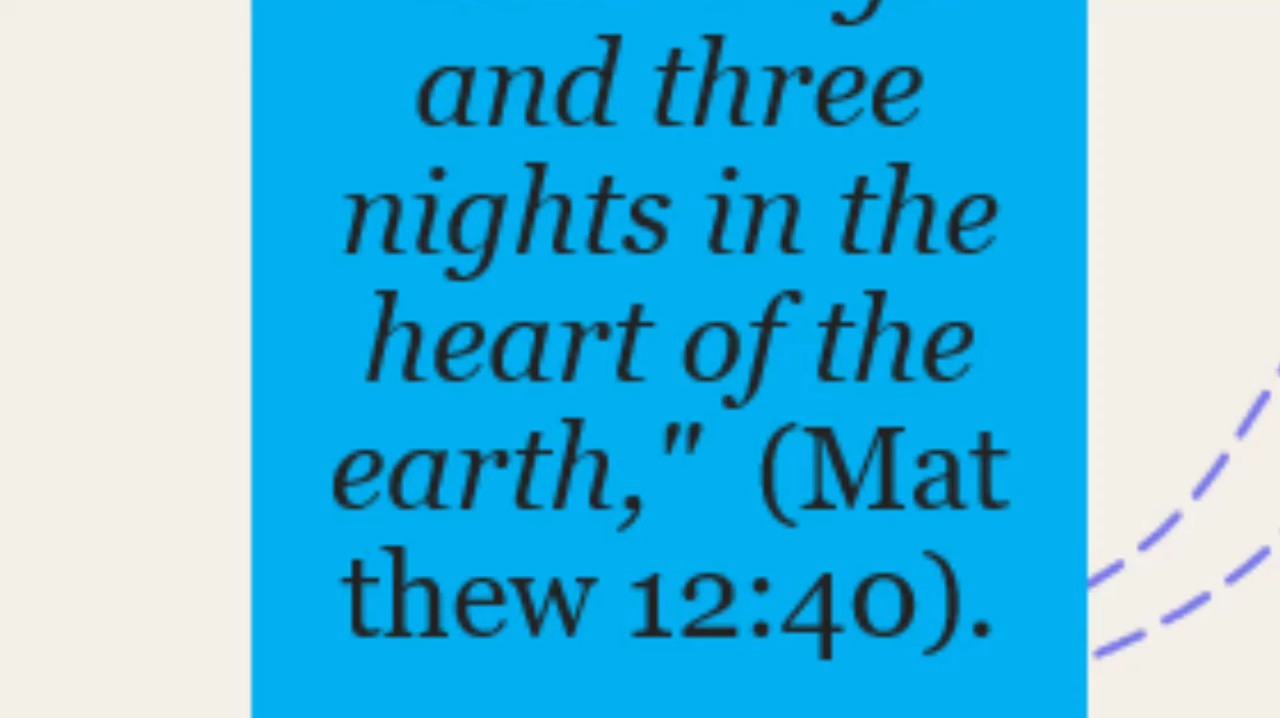 and three
nights in the
heart of the
earth,"  (Mat
thew 12:40).